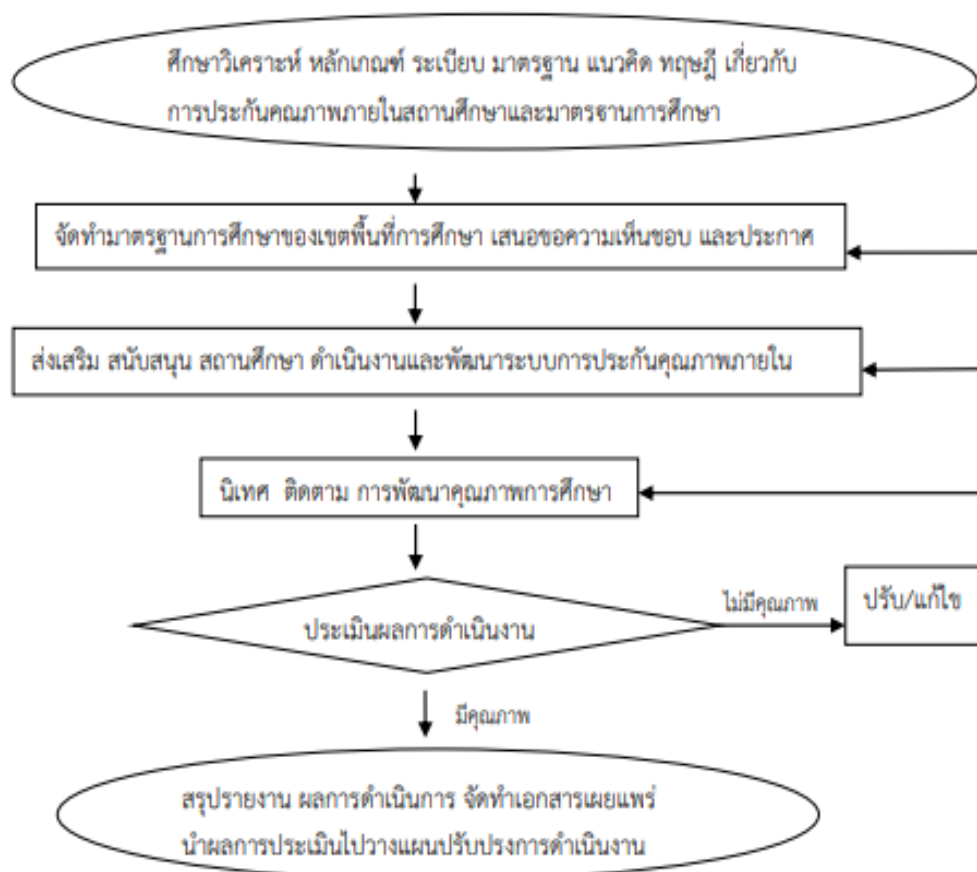 ศึกษาวิเคราะห์ หลักเกณฑ์ ระเบียบ มาตรฐาน แนวคิด ทฤษฎี เกี่ยวกับ
การประกันคุณภาพภายในสถานศึกษาและมาตรฐานการศึกษา
จัดทำมาตรฐานการศึกษาของเขตพื้นที่การศึกษา เสนอขอความเห็นชอบ และประกาศ
ส่งเสริม สนับสนุน สถานศึกษา ดำเนินงานและพัฒนาระบบการประกันคุณภาพภายใน
นิเทศ ติดตาม การพัฒนาคุณภาพการศึกษา
ประเมินผลการดำเนินงาน
ไม่มีคุณภาพ
ปรับ/แก้ไข
มีคุณภาพ
สรุปรายงาน ผลการดำเนินการ จัดทำเอกสารเผยแพร่
นำผลการประเมินไปวางแผนปรับปรุงการดำเนินงาน